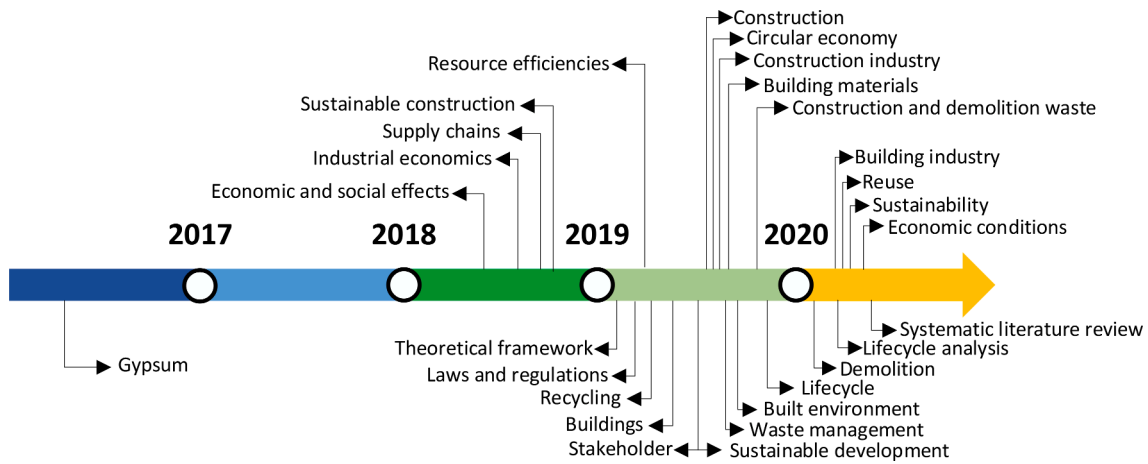 Construction
Circular economy
Resource efficiencies
Construction industry
Building materials
Sustainable construction
Construction and demolition waste
Supply chains
Industrial economics
Building industry
Reuse
Economic and social effects
Sustainability
Economic conditions
2017
2018
2019
2020
Systematic literature review
Theoretical framework
Lifecycle analysis
Gypsum
Demolition
Laws and regulations
Lifecycle
Recycling
Built environment
Buildings
Waste management
Stakeholder
Sustainable development